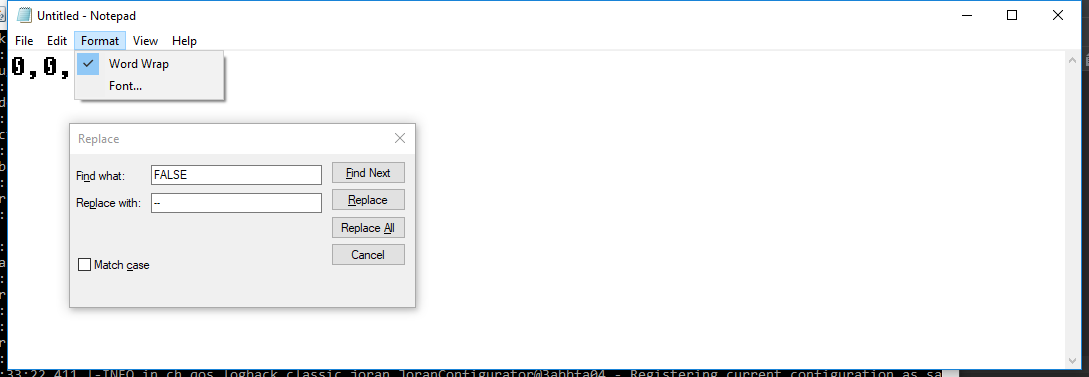 Untitled - Notepad
File Edit Format View Help
Word Wrap
Font...
0,0,
Replace
Find what: FALSE Find Next
Replace with: -- Replace
Replace All
Match case
Cancel
:33:22,411 |-INFO in ch.qos.logback.classic.joran.JoranConfigurator@3abbfa04 - Registering current configuration as sa